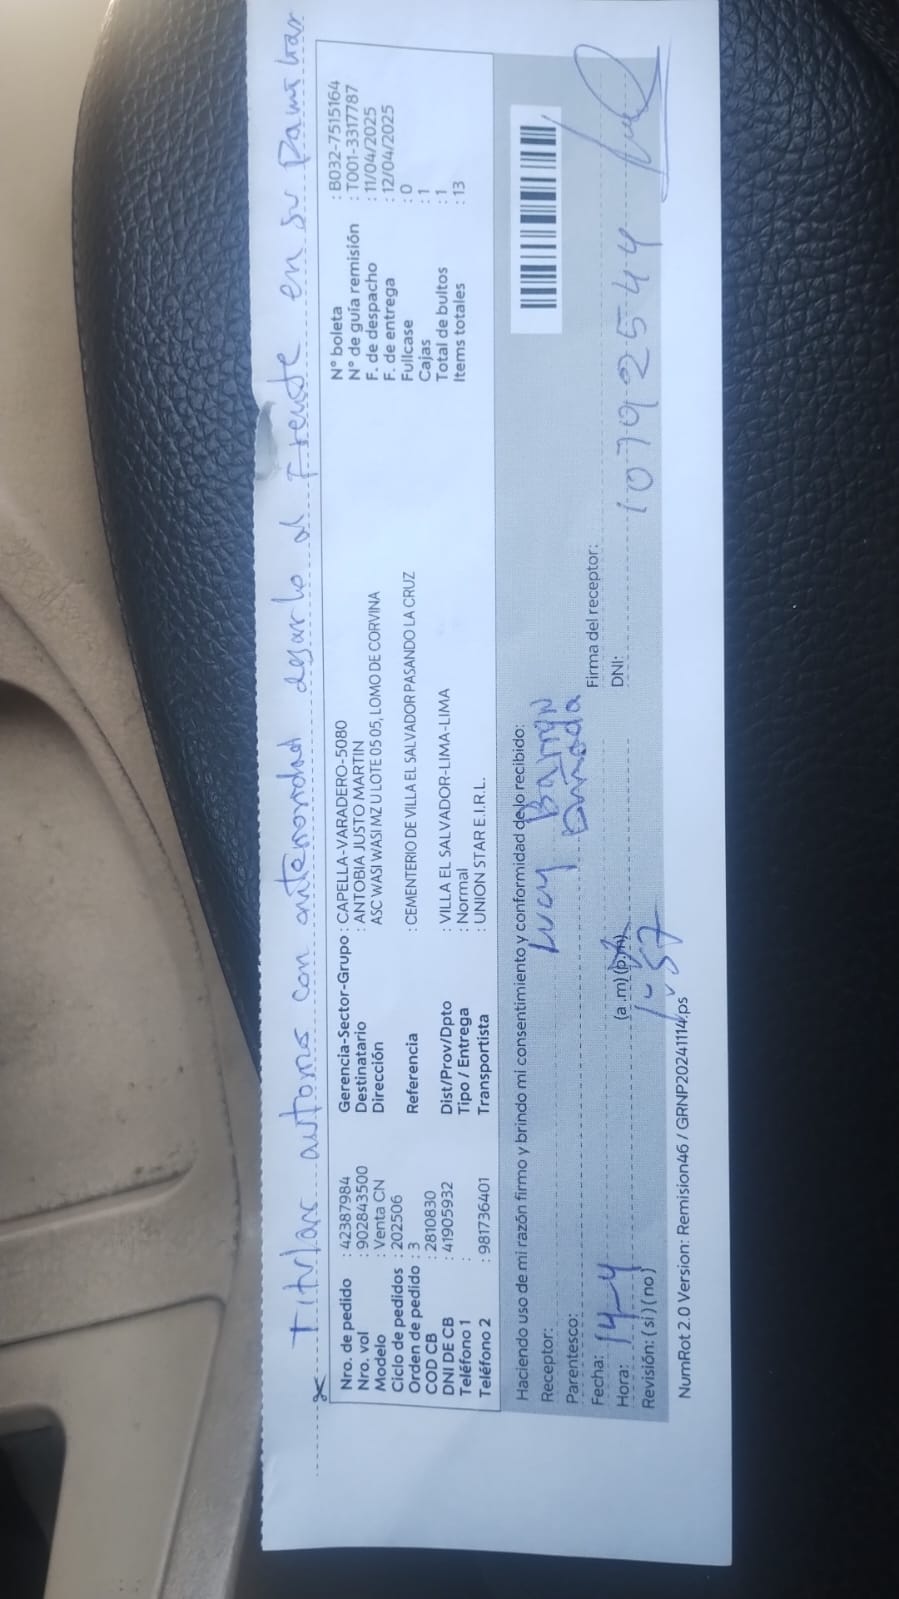 Titular autoriza con anterioridad dejarlo al frente en su familiar
Nro. de pedido : 42387984
Nro. vol : 902843500
Modelo : Venta CN
Ciclo de pedidos : 202506
Orden de pedido : 3
COD CB : 2810830
DNI DE CB : 41905932
Teléfono 1 :
Teléfono 2 : 981736401
Gerencia-Sector-Grupo : CAPELLA-VARADERO-5080
Destinatario : ANTOBIA JUSTO MARTIN
Dirección ASC WASI WASI MZ U LOTE 05 05, LOMO DE CORVINA
Referencia : CEMENTERIO DE VILLA EL SALVADOR PASANDO LA CRUZ
Dist/Prov/Dpto : VILLA EL SALVADOR-LIMA-LIMA
Tipo / Entrega : Normal
Transportista : UNION STAR E.I.R.L.
N° boleta : B032-7515164
N° de guía remisión : T001-3317787
F. de despacho : 11/04/2025
F. de entrega : 12/04/2025
Fullcase : 0
Cajas : 1
Total de bultos : 1
Items totales : 13
Haciendo uso de mi razón firmo y brindo mi consentimiento y conformidad de lo recibido:
Receptor: Lucy Barron
Parentesco: Cuñada
Fecha: 14-4
Hora: (a .m) (p.m) 1:57
Revisión: ( si ) ( no )
Firma del receptor:
DNI: 10792544
NumRot 2.0 Version: Remision46 / GRNP20241114.ps